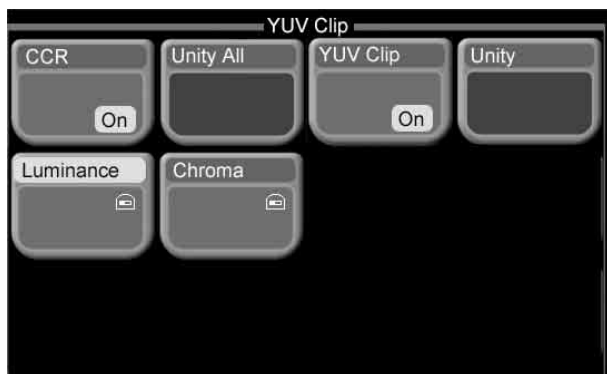 YUV Clip
CCR
Unity All
YUV Clip
Unity
On
On
Luminance
Chroma